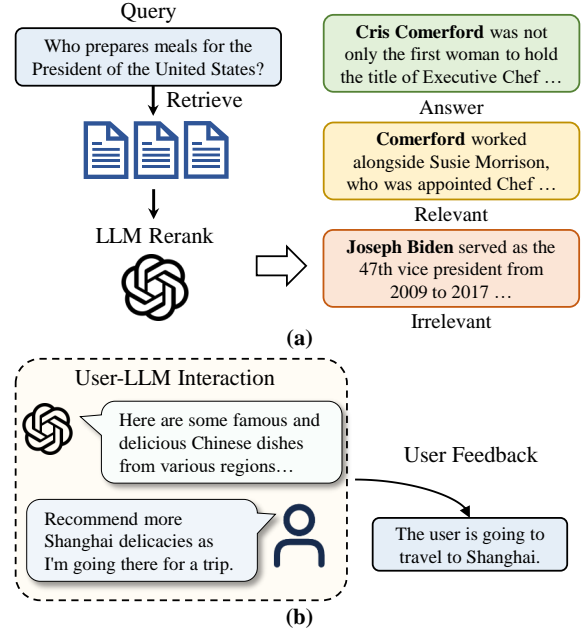 Query
Who prepares meals for the
President of the United States?
Retrieve
LLM Rerank
Cris Comerford was not
only the first woman to hold
the title of Executive Chef ...
Answer
Comerford worked
alongside Susie Morrison,
who was appointed Chef ...
Relevant
Joseph Biden served as the
47th vice president from
2009 to 2017 ...
Irrelevant
(a)
User-LLM Interaction
Here are some famous and
delicious Chinese dishes
from various regions...
Recommend more
Shanghai delicacies as
I'm going there for a trip.
User Feedback
The user is going to
travel to Shanghai.
(b)